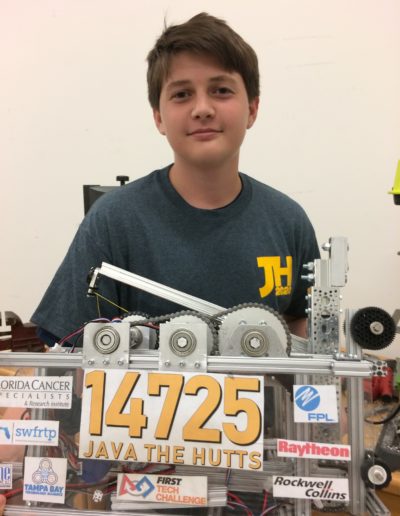 JH
FLORIDA CANCER
SPECIALISTS
& Research Institute
swfrtp
TAMPA BAY
14725
JAVA THE HUTTS
FIRST
TECH
CHALLENGE
FPL
Raytheon
Rockwell
Collins